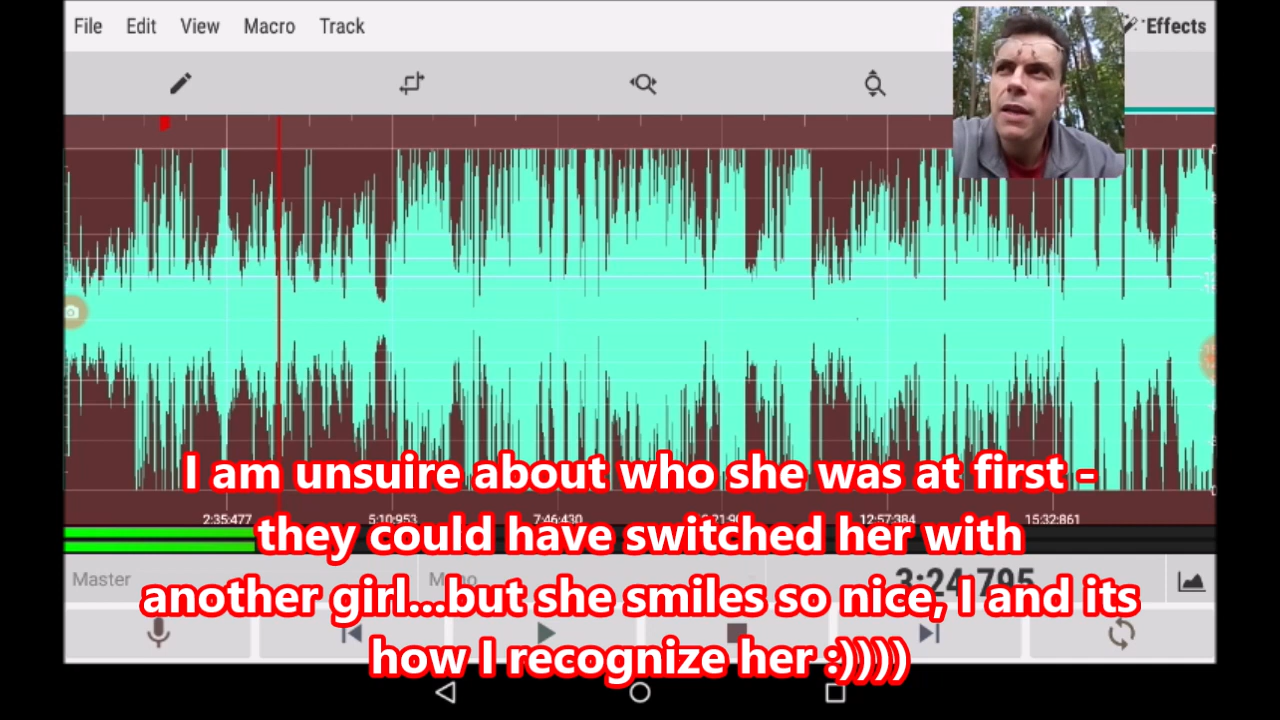 File Edit View Macro Track Effects
2:35:477 5:10:953 7:46:430 12:57:384 15:32:861
I am unsuire about who she was at first -
they could have switched her with
Master 3:24,795
another girl...but she smiles so nice, I and its
how I recognize her :))))